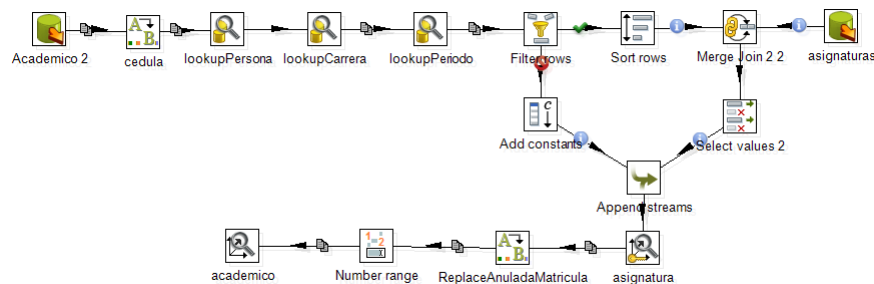 Academico 2
cedula
lookupPersona
lookupCarrera
lookupPeriodo
Filter rows
Sort rows
Merge Join 2 2
asignaturas
Add constants
Select values 2
Append streams
academico
Number range
ReplaceAnuladaMatricula
asignatura